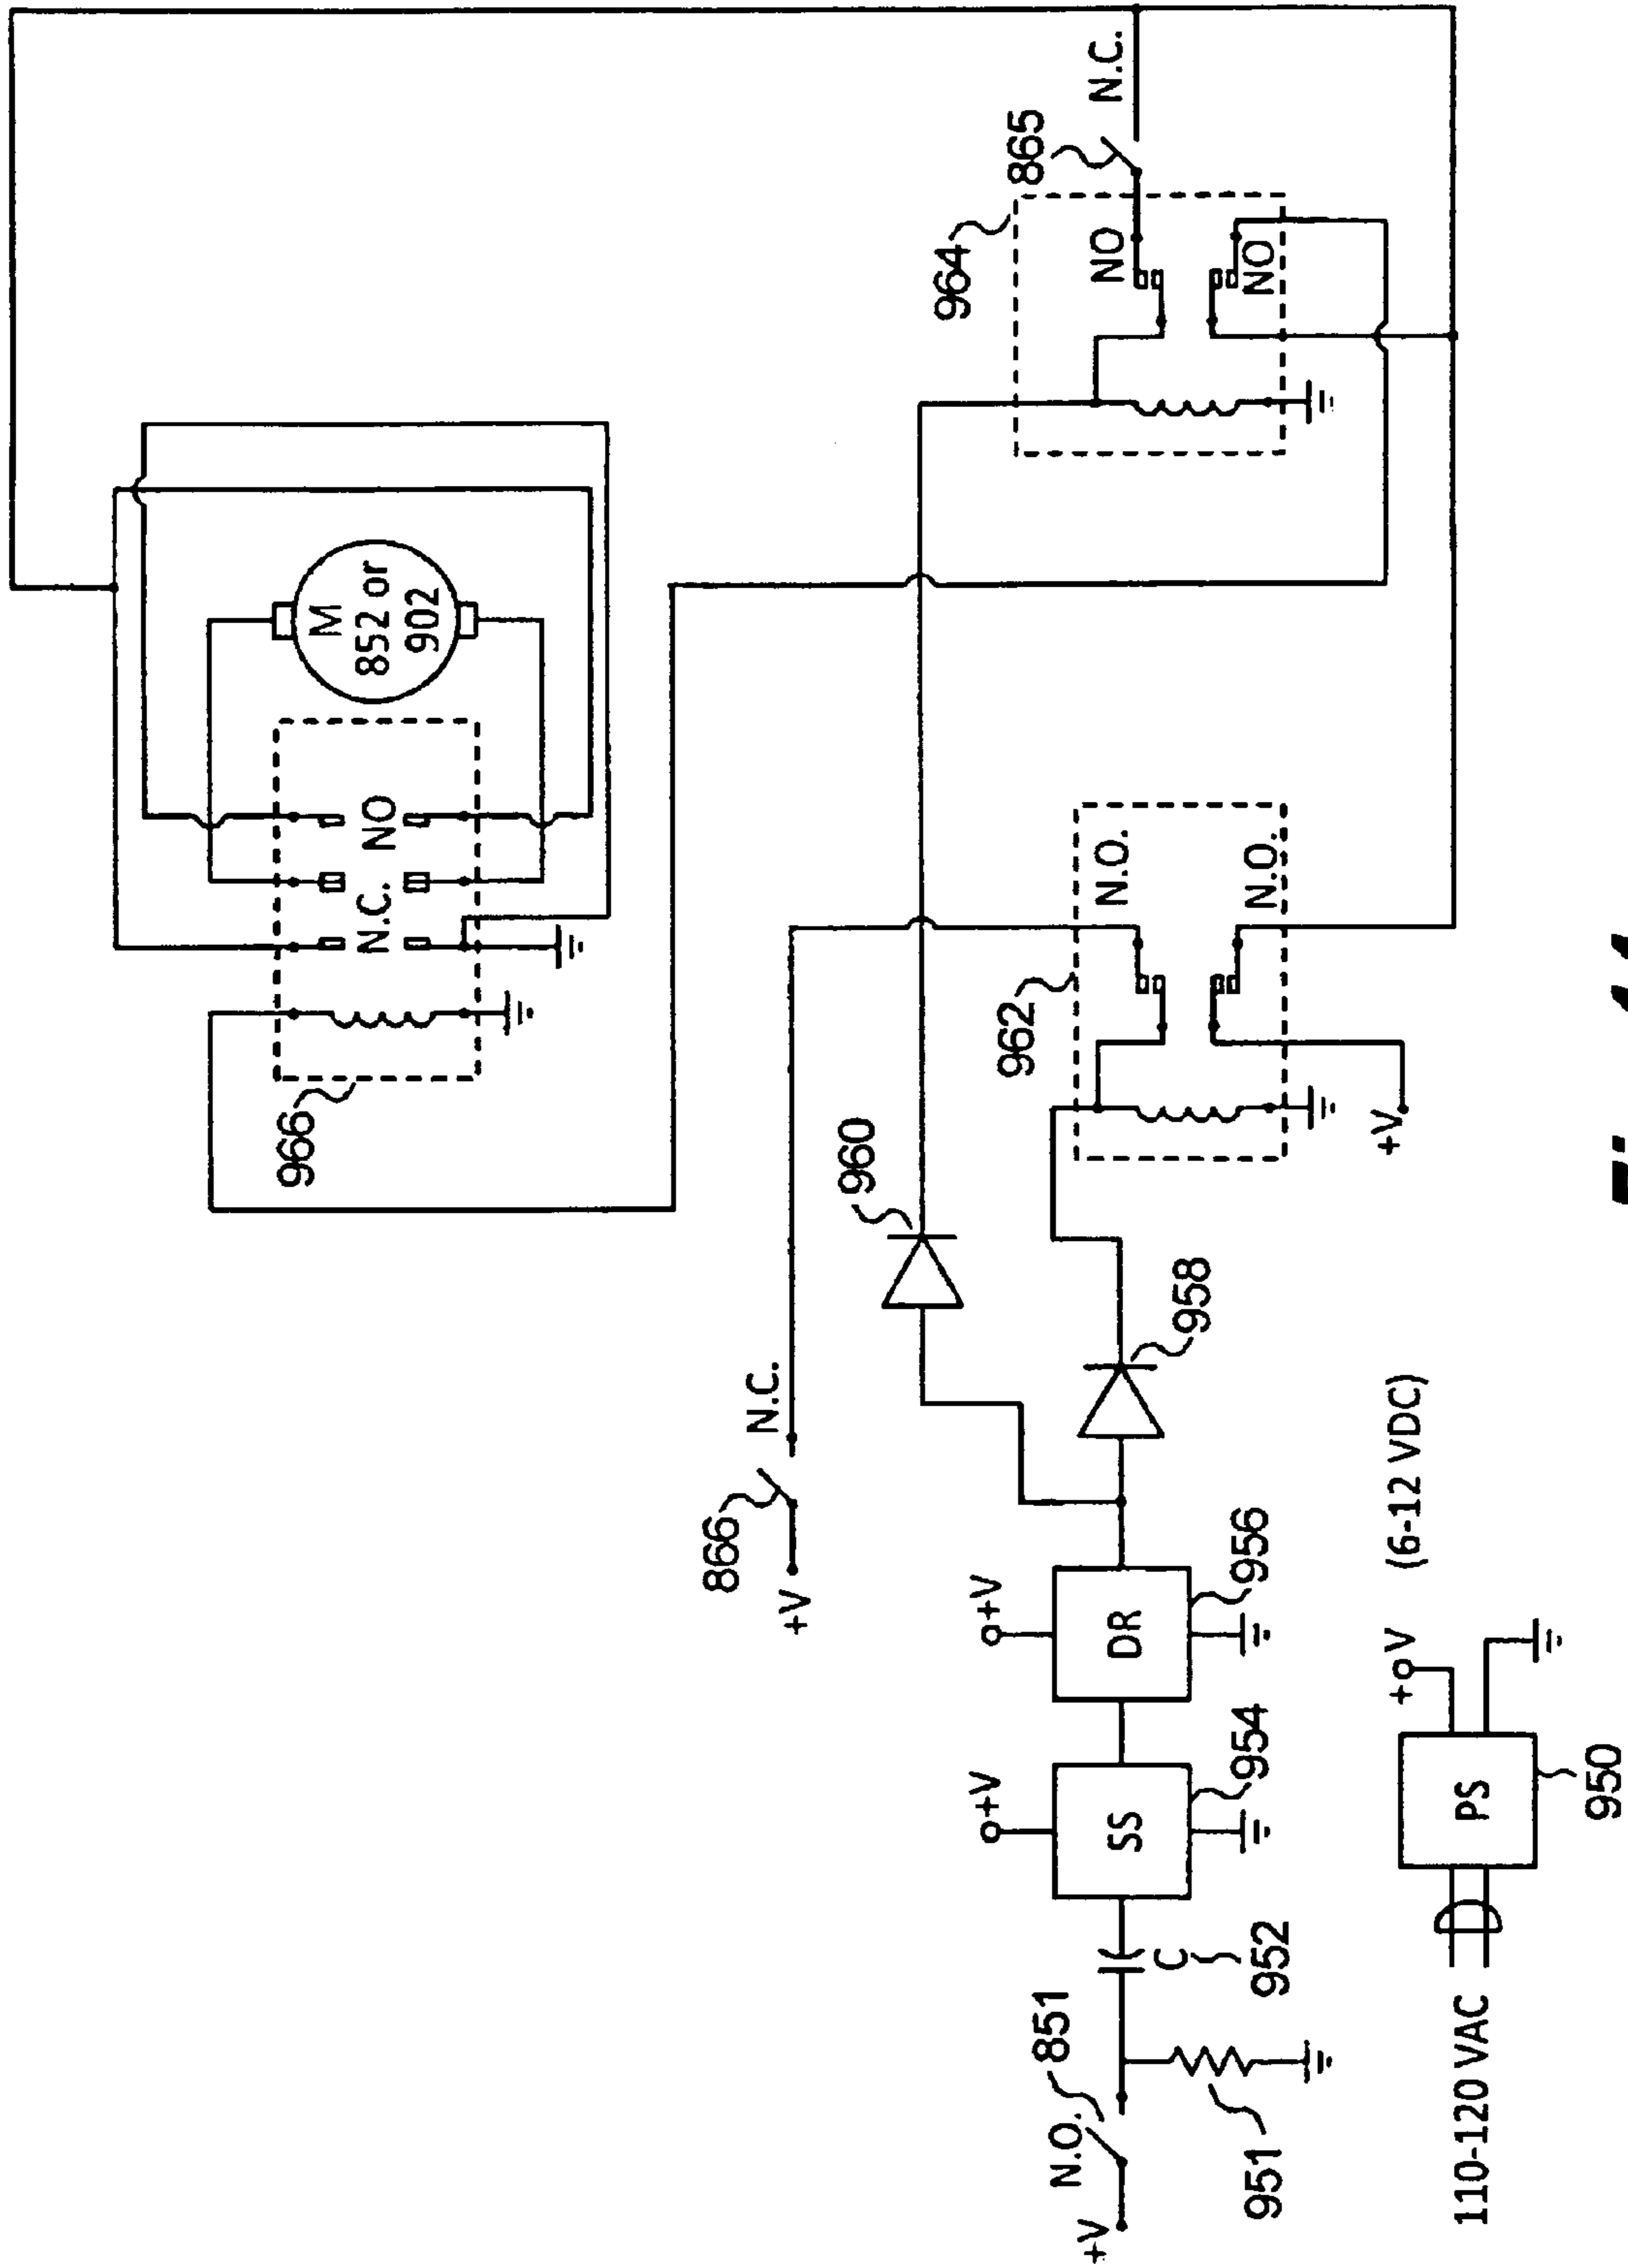 M
852 or
902
NO
N.C.
966
N.C.
865
964
NO
NO
866
N.C.
+V
960
962
N.O.
N.O.
+V
958
+V
+V
SS
DR
954
956
+V
N.O.
851
C
952
951
110-120 VAC
PS
950
+V
(6-12 VDC)